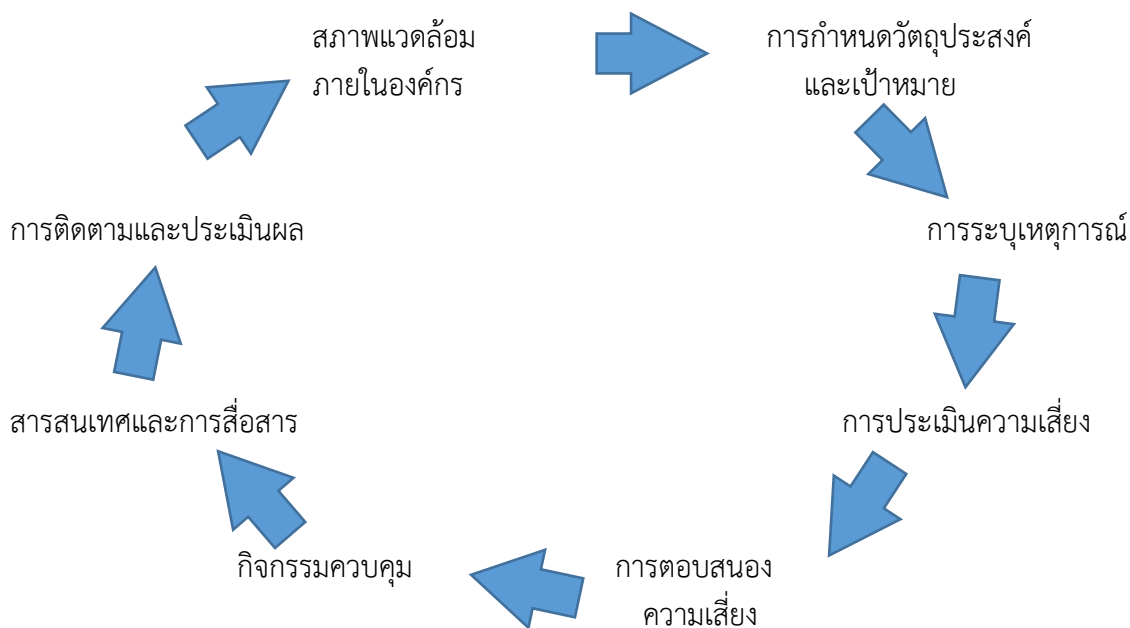 สภาพแวดล้อม
ภายในองค์กร
การกำหนดวัตถุประสงค์
และเป้าหมาย
การระบุเหตุการณ์
การประเมินความเสี่ยง
การตอบสนอง
ความเสี่ยง
กิจกรรมควบคุม
สารสนเทศและการสื่อสาร
การติดตามและประเมินผล